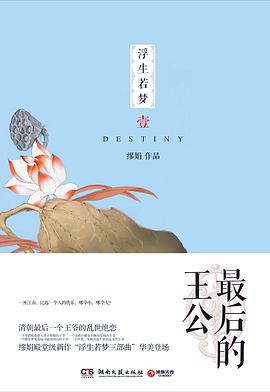 浮生若梦
壹
DESTINY
缪娟 作品
最后的
王公
一座江山,比起一个人的快乐,哪个小,哪个大?
清朝最后一个王爷的乱世绝恋
缪娟殿堂级新作“浮生若梦三部曲”华美登场
湖南文艺出版社
博集天卷